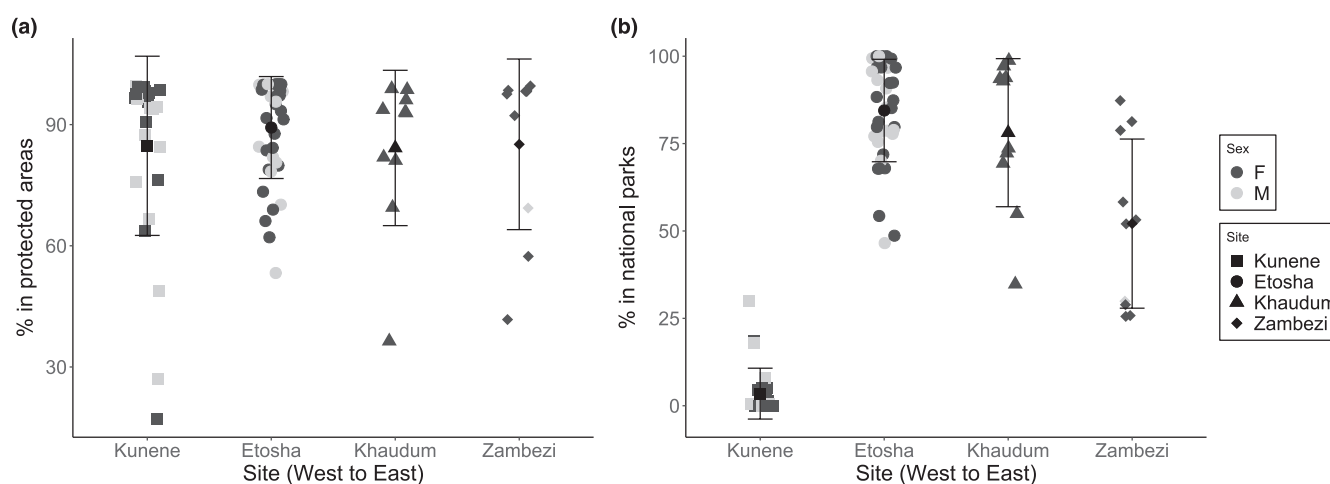 (a)
% in protected areas
90
60
30
Kunene Etosha Khaudum Zambezi
Site (West to East)
(b)
% in national parks
100
75
50
25
0
Kunene Etosha Khaudum Zambezi
Site (West to East)
Sex
F
M
Site
Kunene
Etosha
Khaudum
Zambezi